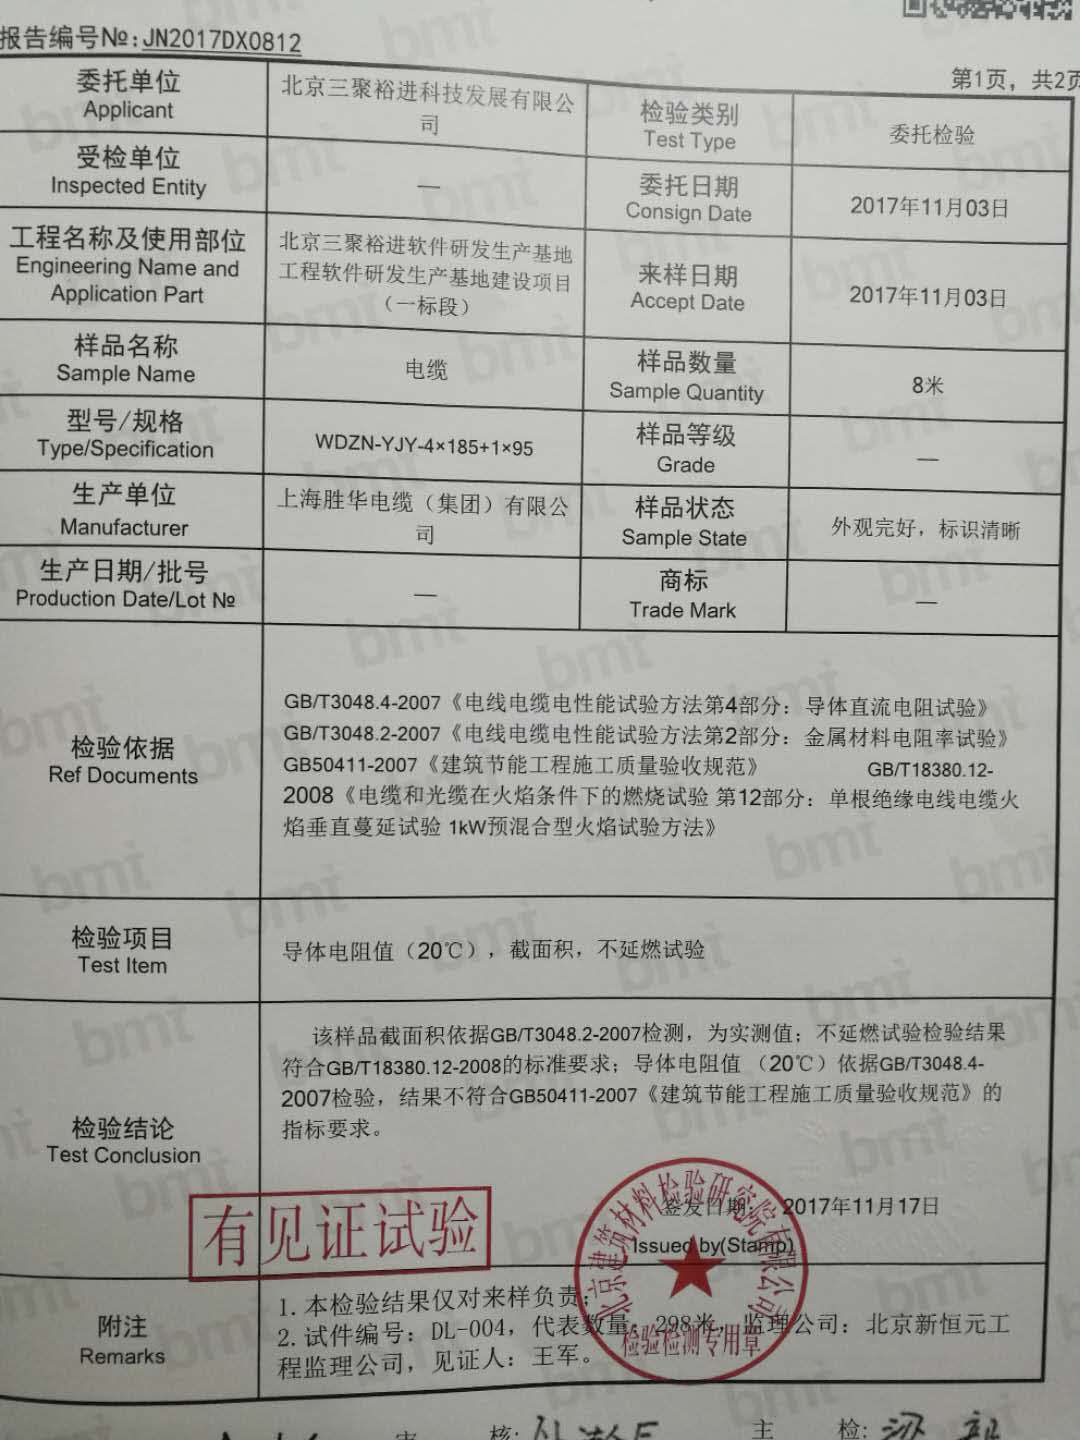 报告编号№:JN2017DX0812
第1页，共2页
委托单位
Applicant
北京三聚裕进科技发展有限公
司
检验类别
Test Type
委托检验
受检单位
Inspected Entity
—
委托日期
Consign Date
2017年11月03日
工程名称及使用部位
Engineering Name and
Application Part
北京三聚裕进软件研发生产基地
工程软件研发生产基地建设项目
（一标段）
来样日期
Accept Date
2017年11月03日
样品名称
Sample Name
电缆
样品数量
Sample Quantity
8米
型号/规格
Type/Specification
WDZN-YJY-4×185+1×95
样品等级
Grade
—
生产单位
Manufacturer
上海胜华电缆（集团）有限公
司
样品状态
Sample State
外观完好，标识清晰
生产日期/批号
Production Date/Lot №
—
商标
Trade Mark
—
检验依据
Ref Documents
GB/T3048.4-2007《电线电缆电性能试验方法第4部分：导体直流电阻试验》
GB/T3048.2-2007《电线电缆电性能试验方法第2部分：金属材料电阻率试验》
GB50411-2007《建筑节能工程施工质量验收规范》 GB/T18380.12-
2008《电缆和光缆在火焰条件下的燃烧试验 第12部分：单根绝缘电线电缆火
焰垂直蔓延试验 1kW预混合型火焰试验方法》
检验项目
Test Item
导体电阻值（20℃），截面积，不延燃试验
检验结论
Test Conclusion
该样品截面积依据GB/T3048.2-2007检测，为实测值；不延燃试验检验结果
符合GB/T18380.12-2008的标准要求；导体电阻值 （20℃）依据GB/T3048.4-
2007检验，结果不符合GB50411-2007《建筑节能工程施工质量验收规范》的
指标要求。
有见证试验
签发日期： 2017年11月17日
Issued by(Stamp)
北京建筑材料检验研究院有限公司
检验检测专用章
附注
Remarks
1.本检验结果仅对来样负责；
2.试件编号：DL-004，代表数量：298米，监理公司：北京新恒元工
程监理公司，见证人：王军。
审 核:
主 检:
bmt